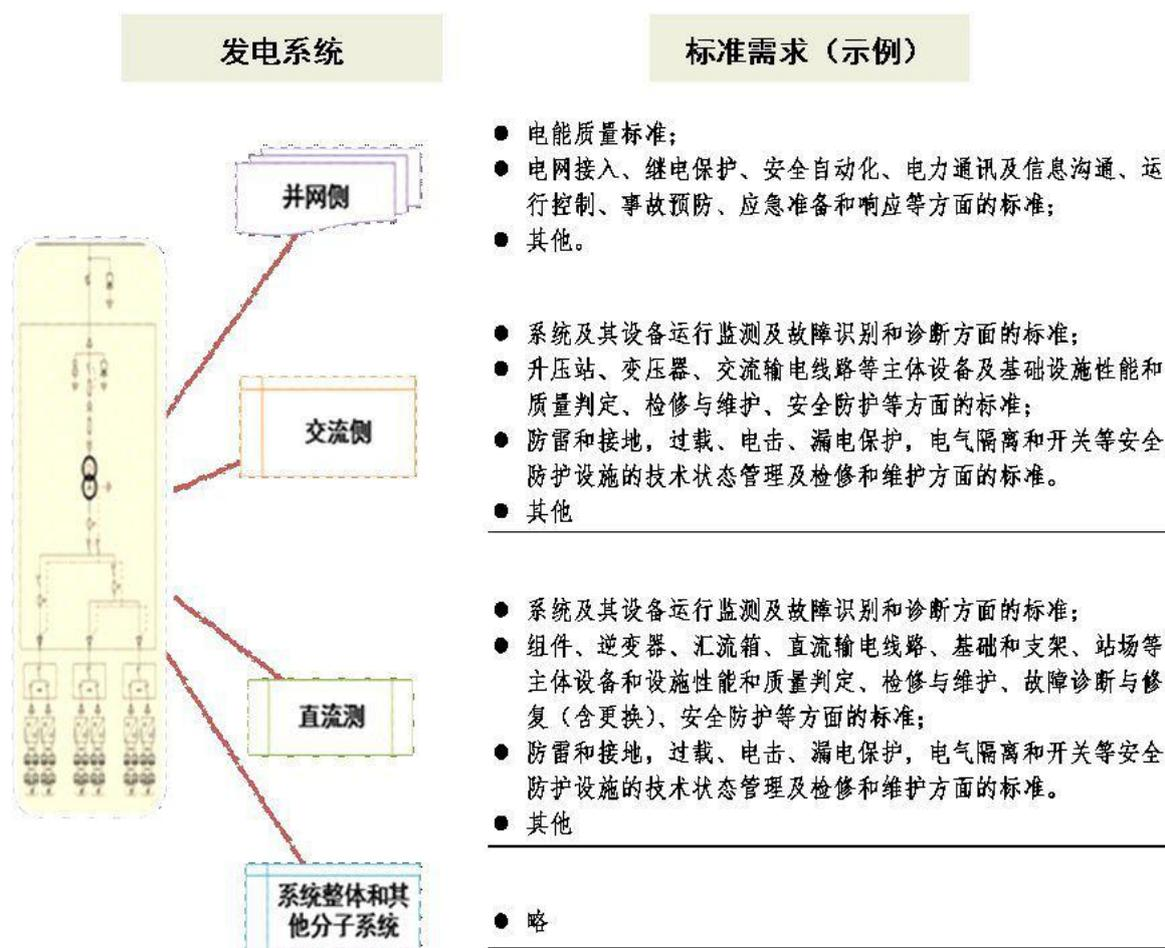 发电系统
标准需求（示例）
并网侧
● 电能质量标准；
● 电网接入、继电保护、安全自动化、电力通讯及信息沟通、运
行控制、事故预防、应急准备和响应等方面的标准；
● 其他。
交流侧
● 系统及其设备运行监测及故障识别和诊断方面的标准；
● 升压站、变压器、交流输电线路等主体设备及基础设施性能和
质量判定、检修与维护、安全防护等方面的标准；
● 防雷和接地，过载、电击、漏电保护，电气隔离和开关等安全
防护设施的技术状态管理及检修和维护方面的标准。
● 其他
直流测
● 系统及其设备运行监测及故障识别和诊断方面的标准；
● 组件、逆变器、汇流箱、直流输电线路、基础和支架、站场等
主体设备和设施性能和质量判定、检修与维护、故障诊断与修
复（含更换）、安全防护等方面的标准；
● 防雷和接地，过载、电击、漏电保护，电气隔离和开关等安全
防护设施的技术状态管理及检修和维护方面的标准。
● 其他
系统整体和其
他分子系统
● 略